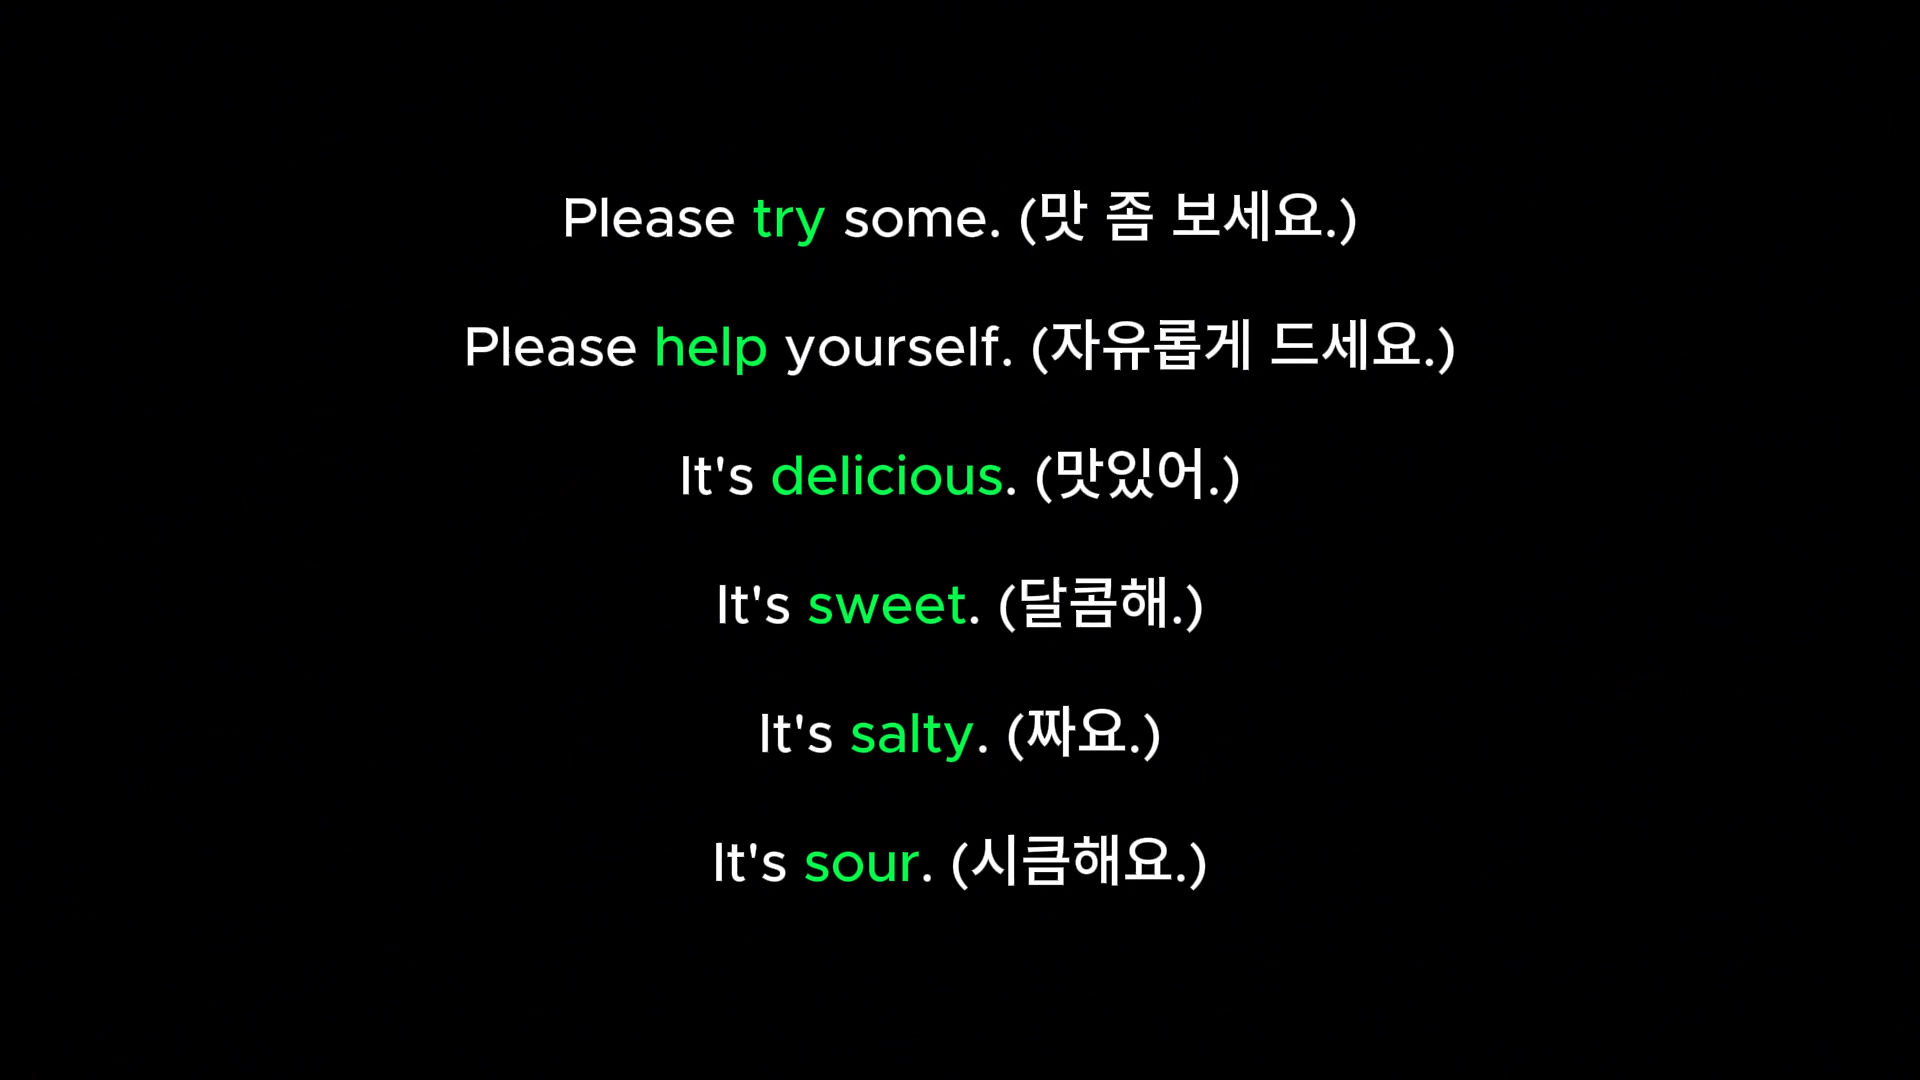 Please try some. (맛 좀 보세요.)
Please help yourself. (자유롭게 드세요.)
It's delicious. (맛있어.)
It's sweet. (달콤해.)
It's salty. (짜요.)
It's sour. (시큼해요.)